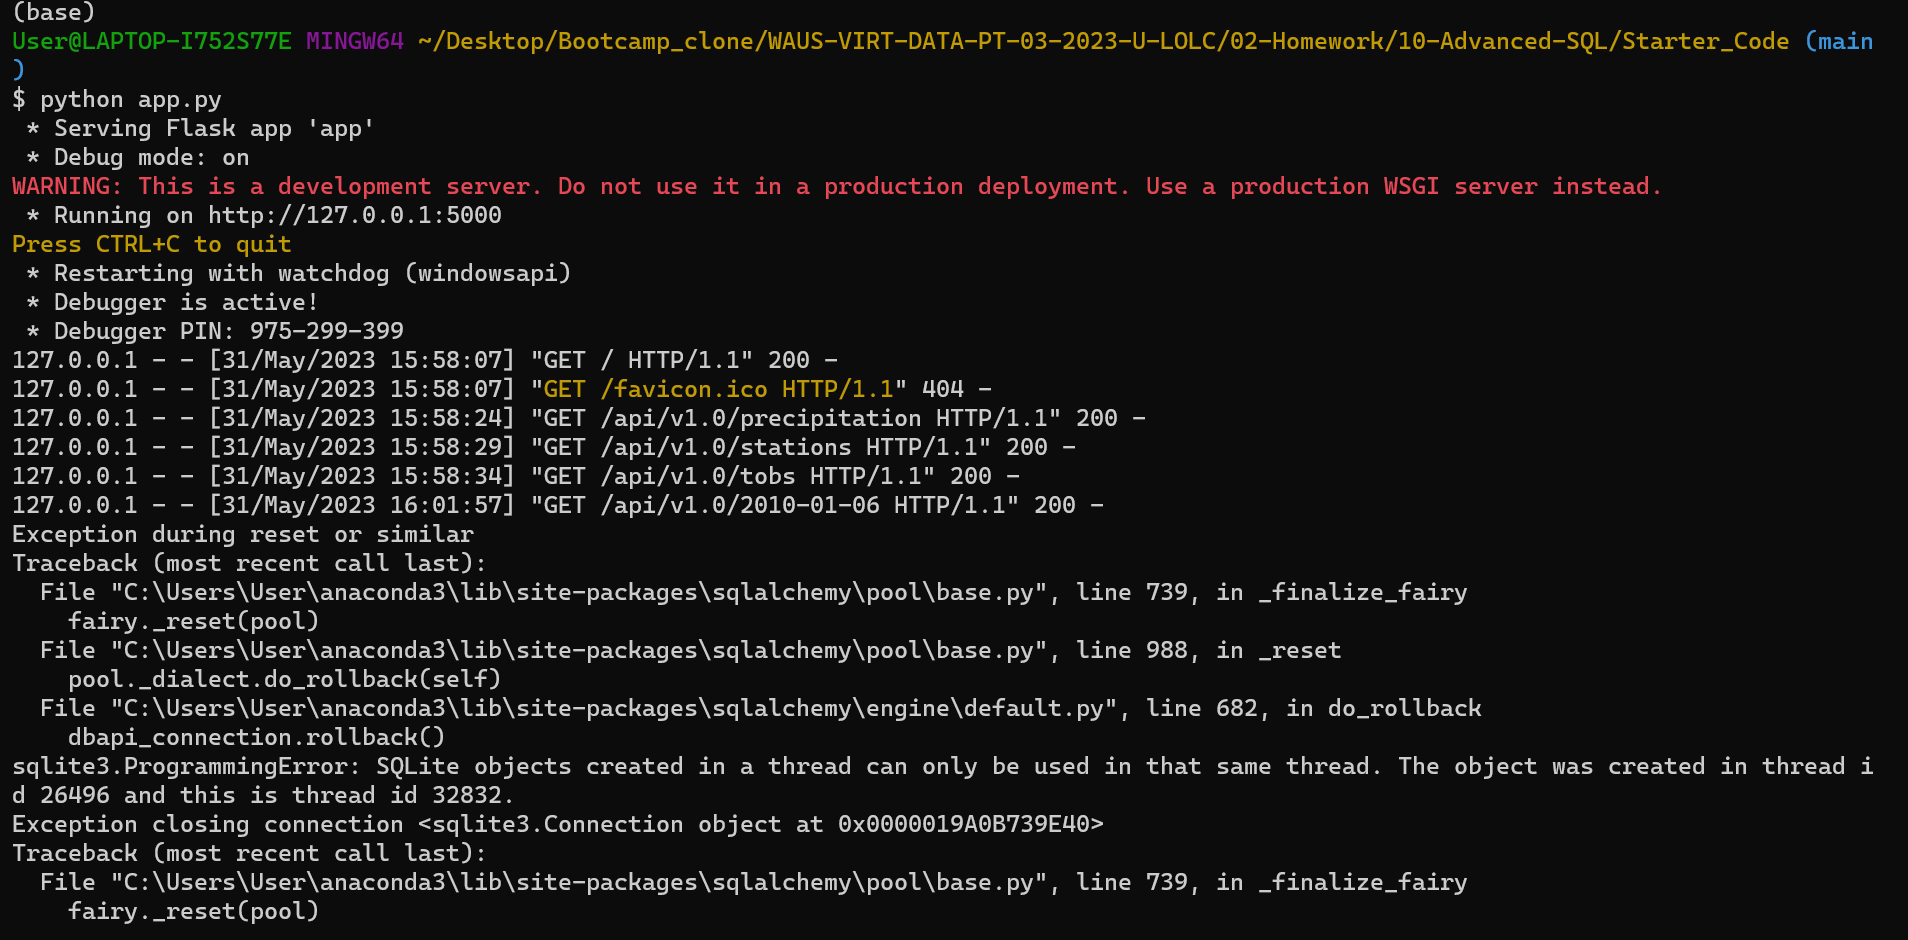 (base)
User@LAPTOP-I752S77E MINGW64 ~/Desktop/Bootcamp_clone/WAUS-VIRT-DATA-PT-03-2023-U-LOLC/02-Homework/10-Advanced-SQL/Starter_Code (main
)
$ python app.py
 * Serving Flask app 'app'
 * Debug mode: on
WARNING: This is a development server. Do not use it in a production deployment. Use a production WSGI server instead.
 * Running on http://127.0.0.1:5000
Press CTRL+C to quit
 * Restarting with watchdog (windowsapi)
 * Debugger is active!
 * Debugger PIN: 975-299-399
127.0.0.1 - - [31/May/2023 15:58:07] "GET / HTTP/1.1" 200 -
127.0.0.1 - - [31/May/2023 15:58:07] "GET /favicon.ico HTTP/1.1" 404 -
127.0.0.1 - - [31/May/2023 15:58:24] "GET /api/v1.0/precipitation HTTP/1.1" 200 -
127.0.0.1 - - [31/May/2023 15:58:29] "GET /api/v1.0/stations HTTP/1.1" 200 -
127.0.0.1 - - [31/May/2023 15:58:34] "GET /api/v1.0/tobs HTTP/1.1" 200 -
127.0.0.1 - - [31/May/2023 16:01:57] "GET /api/v1.0/2010-01-06 HTTP/1.1" 200 -
Exception during reset or similar
Traceback (most recent call last):
  File "C:\Users\User\anaconda3\lib\site-packages\sqlalchemy\pool\base.py", line 739, in _finalize_fairy
    fairy._reset(pool)
  File "C:\Users\User\anaconda3\lib\site-packages\sqlalchemy\pool\base.py", line 988, in _reset
    pool._dialect.do_rollback(self)
  File "C:\Users\User\anaconda3\lib\site-packages\sqlalchemy\engine\default.py", line 682, in do_rollback
    dbapi_connection.rollback()
sqlite3.ProgrammingError: SQLite objects created in a thread can only be used in that same thread. The object was created in thread i
d 26496 and this is thread id 32832.
Exception closing connection <sqlite3.Connection object at 0x0000019A0B739E40>
Traceback (most recent call last):
  File "C:\Users\User\anaconda3\lib\site-packages\sqlalchemy\pool\base.py", line 739, in _finalize_fairy
    fairy._reset(pool)